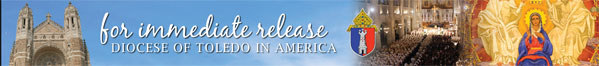 for immediate release
DIOCESE OF TOLEDO IN AMERICA